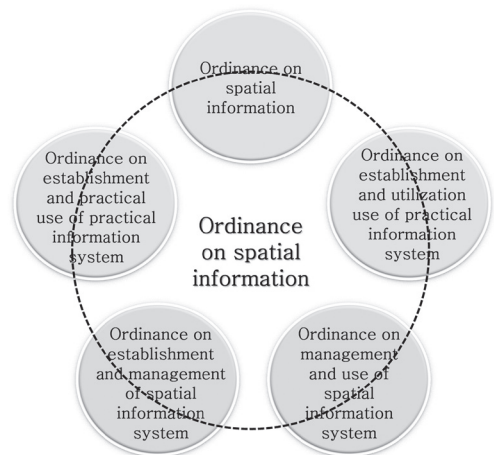 Ordinance on
spatial
information
Ordinance on
establishment
and practical
use of practical
information
system
Ordinance on
establishment
and utilization
use of practical
information
system
Ordinance
on spatial
information
Ordinance on
establishment
and management
of spatial
information
system
Ordinance on
management
and use of
spatial
information
system